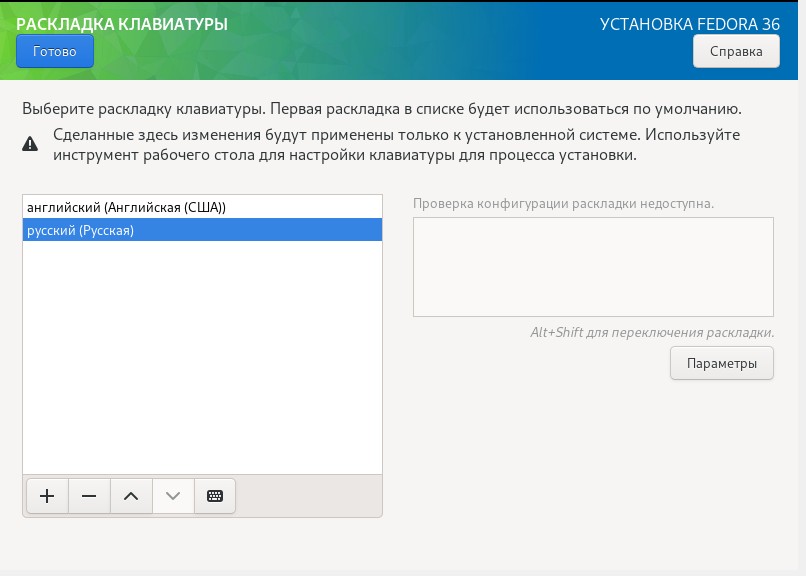 РАСКЛАДКА КЛАВИАТУРЫ
УСТАНОВКА FEDORA 36
Готово
Справка
Выберите раскладку клавиатуры. Первая раскладка в списке будет использоваться по умолчанию.
Сделанные здесь изменения будут применены только к установленной системе. Используйте
инструмент рабочего стола для настройки клавиатуры для процесса установки.
английский (Английская (США))
русский (Русская)
Проверка конфигурации раскладки недоступна.
Alt+Shift для переключения раскладки.
Параметры